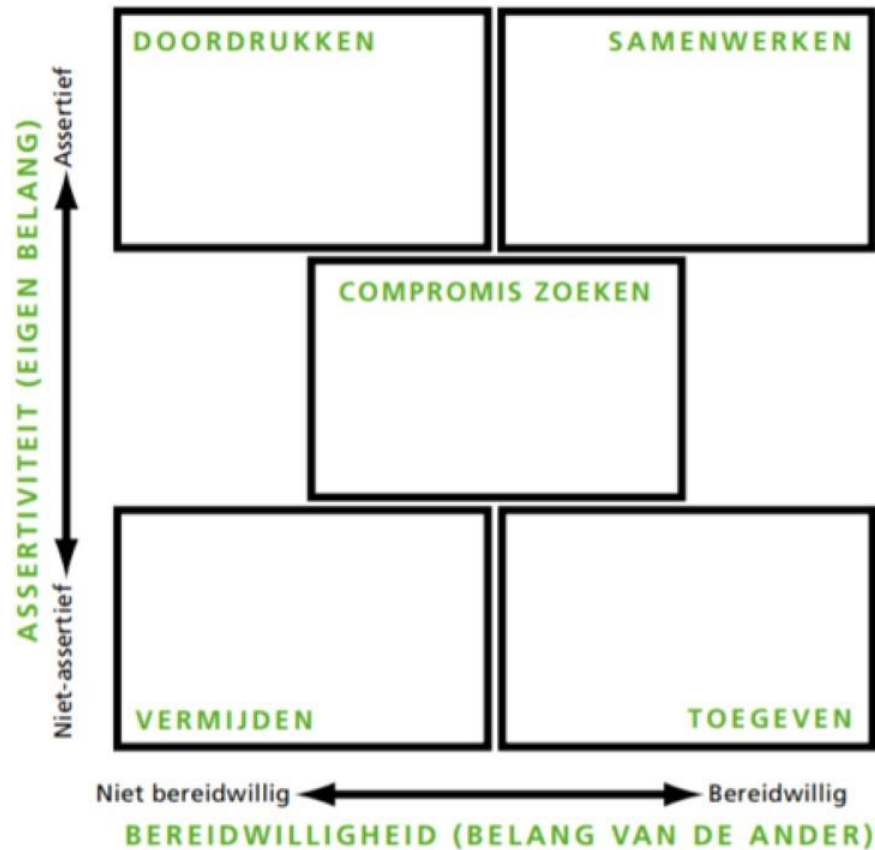 DOORDRUKKEN
SAMENWERKEN
COMPROMIS ZOEKEN
VERMIJDEN
TOEGEVEN
ASSERTIVITEIT (EIGEN BELANG)
Assertief
Niet-assertief
Niet bereidwillig
Bereidwillig
BEREIDWILLIGHEID (BELANG VAN DE ANDER)